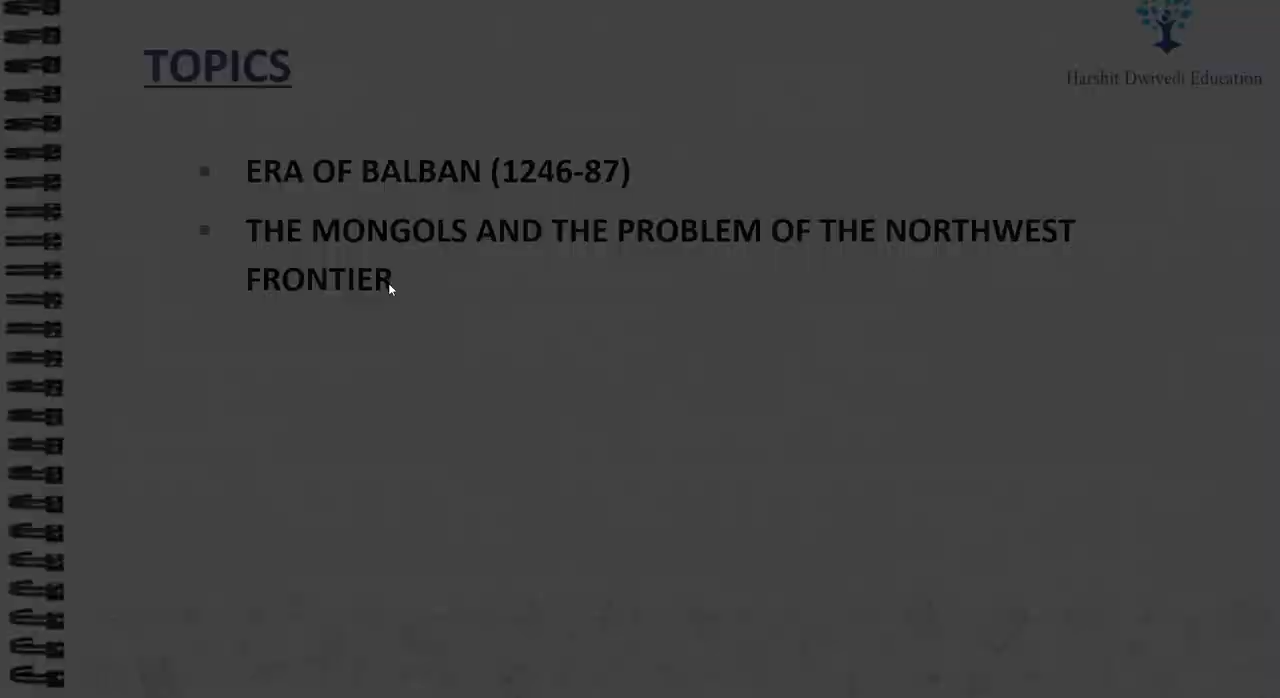 TOPICS
Harshit Dwivedi Education
ERA OF BALBAN (1246-87)
THE MONGOLS AND THE PROBLEM OF THE NORTHWEST
FRONTIER